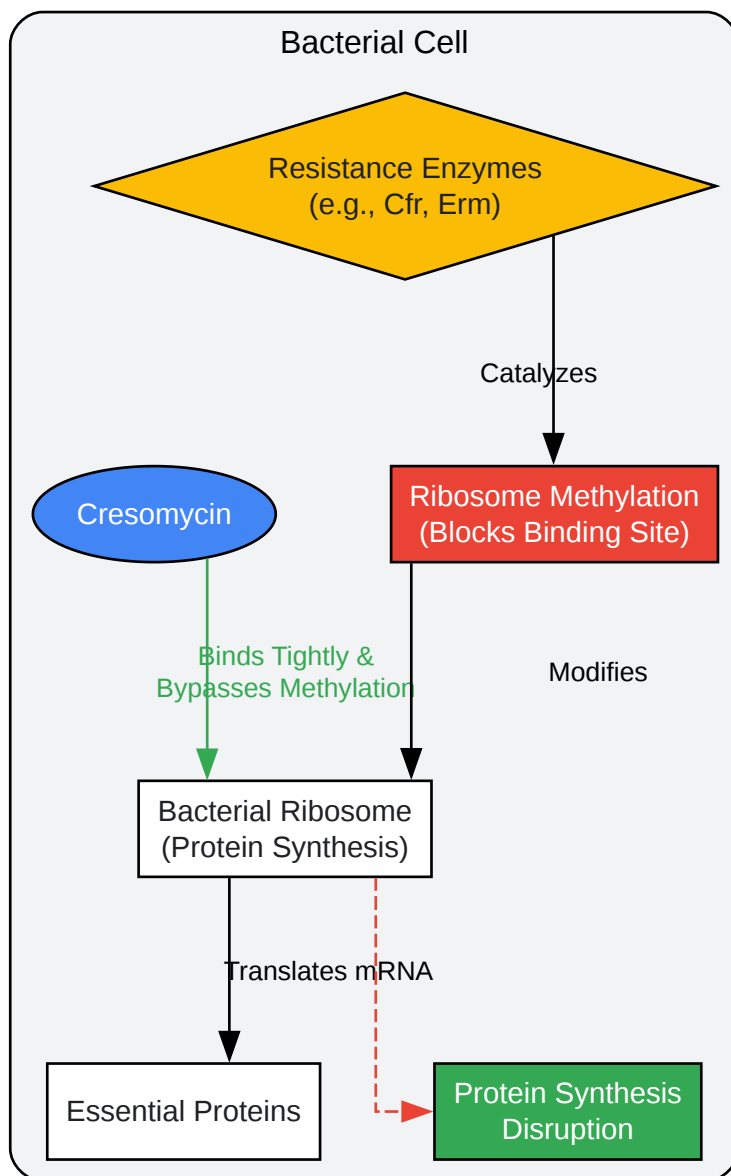 Bacterial Cell
Resistance Enzymes
(e.g., Cfr, Erm)
Catalyzes
Cresomycin
Ribosome Methylation
(Blocks Binding Site)
Binds Tightly &
Bypasses Methylation
Modifies
Bacterial Ribosome
(Protein Synthesis)
Translates mRNA
Essential Proteins
Protein Synthesis
Disruption